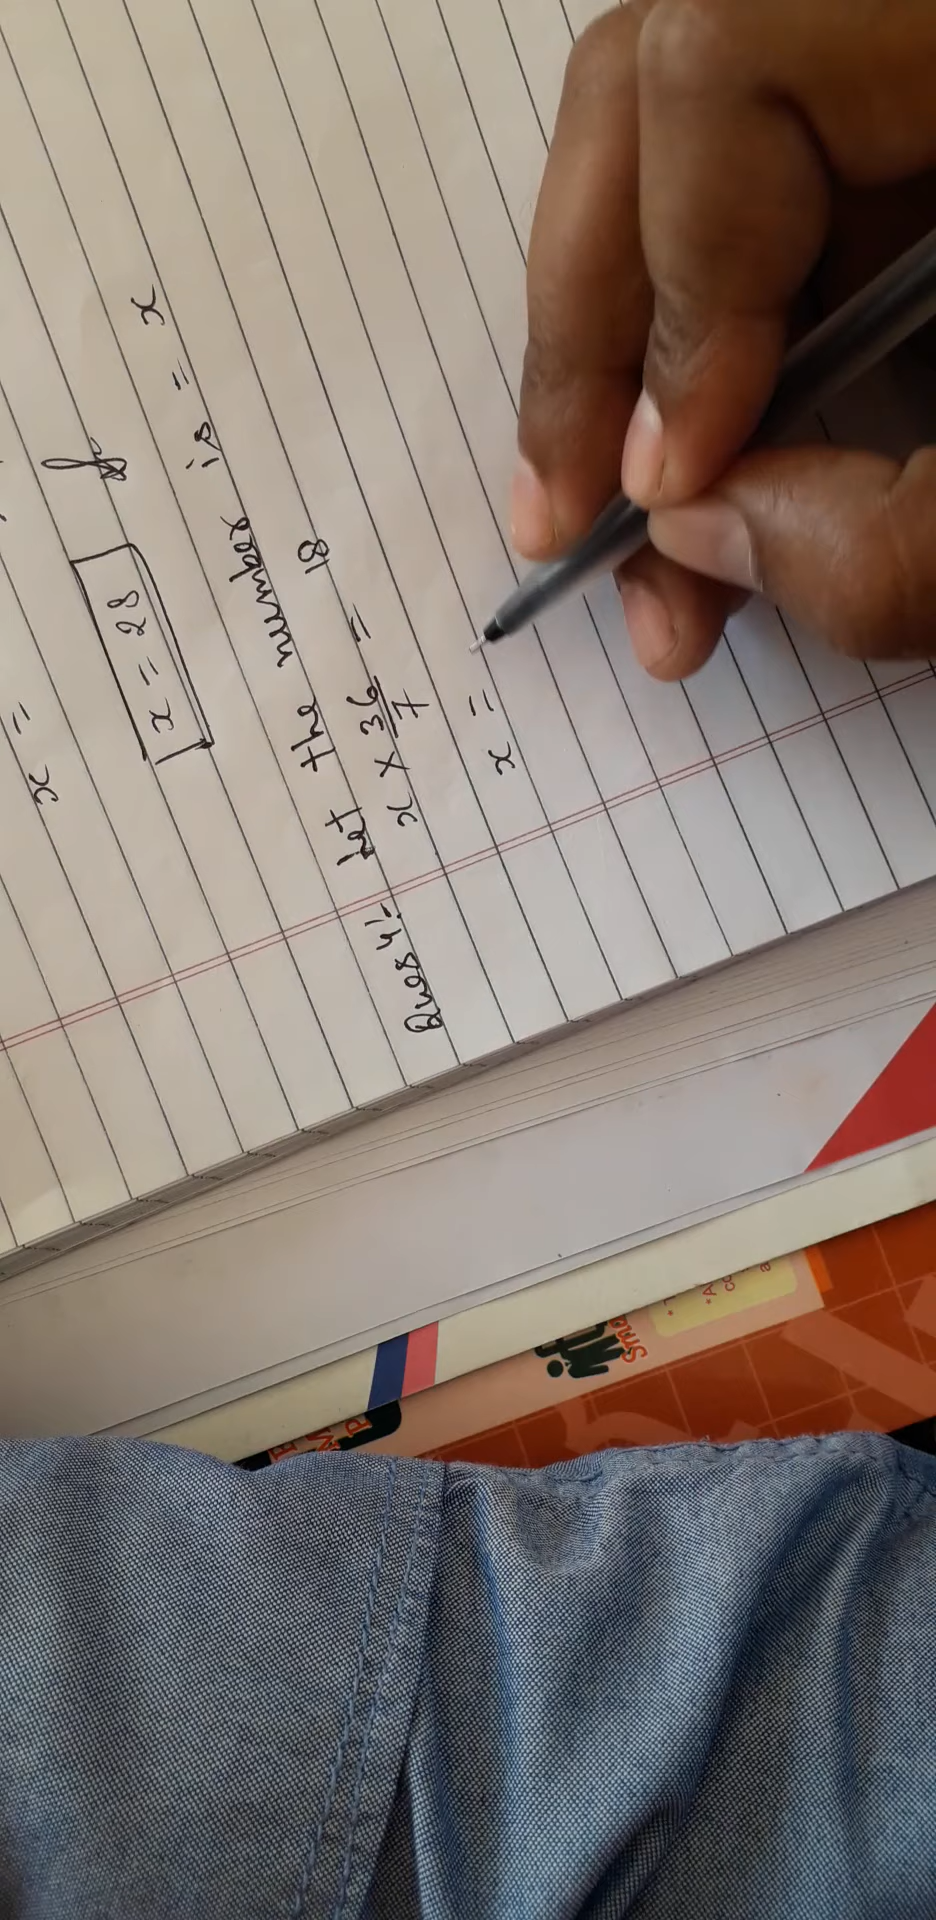 x =
x = 28
Ques 4:- Let the number is = x
x × 36/7 = 18
x =